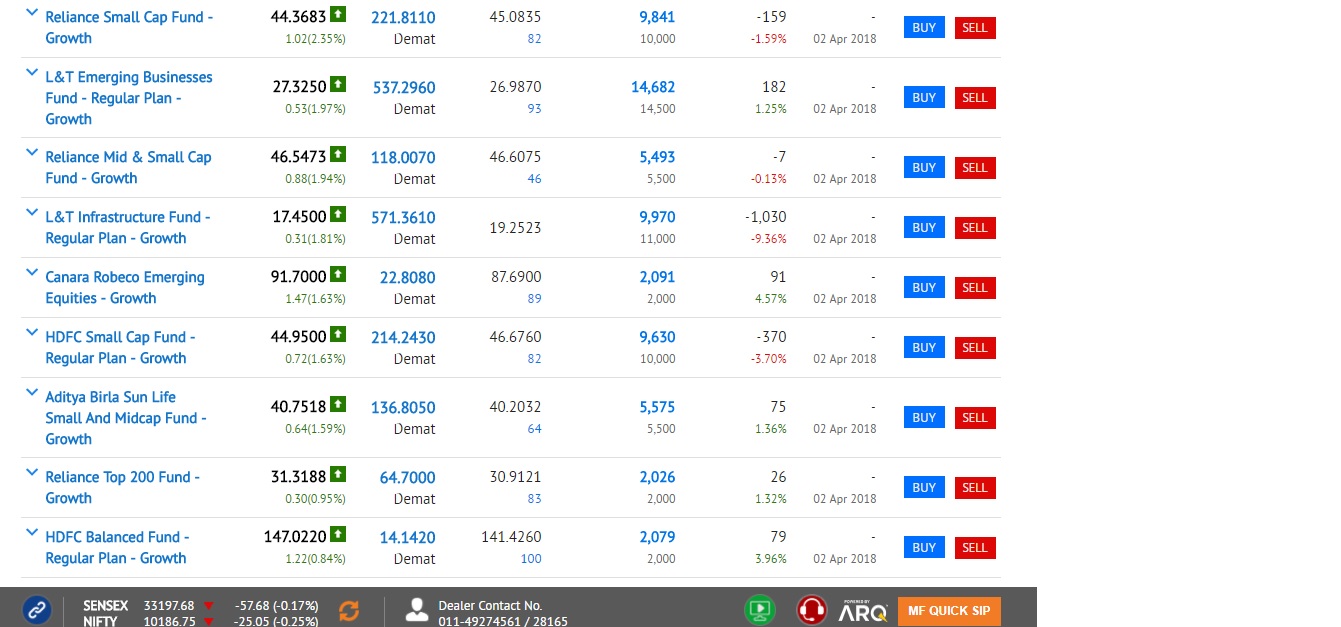 Reliance Small Cap Fund - 44.3683 221.8110 45.0835 9,841 -159 - BUY SELL
Growth 1.02(2.35%) Demat 82 10,000 -1.59% 02 Apr 2018
L&T Emerging Businesses
Fund - Regular Plan - 27.3250 537.2960 26.9870 14,682 182 - BUY SELL
Growth 0.53(1.97%) Demat 93 14,500 1.25% 02 Apr 2018
Reliance Mid & Small Cap 46.5473 118.0070 46.6075 5,493 -7 - BUY SELL
Fund - Growth 0.88(1.94%) Demat 46 5,500 -0.13% 02 Apr 2018
L&T Infrastructure Fund - 17.4500 571.3610 19.2523 9,970 -1,030 - BUY SELL
Regular Plan - Growth 0.31(1.81%) Demat 11,000 -9.36% 02 Apr 2018
Canara Robeco Emerging 91.7000 22.8080 87.6900 2,091 91 - BUY SELL
Equities - Growth 1.47(1.63%) Demat 89 2,000 4.57% 02 Apr 2018
HDFC Small Cap Fund - 44.9500 214.2430 46.6760 9,630 -370 - BUY SELL
Regular Plan - Growth 0.72(1.63%) Demat 82 10,000 -3.70% 02 Apr 2018
Aditya Birla Sun Life
Small And Midcap Fund - 40.7518 136.8050 40.2032 5,575 75 - BUY SELL
Growth 0.64(1.59%) Demat 64 5,500 1.36% 02 Apr 2018
Reliance Top 200 Fund - 31.3188 64.7000 30.9121 2,026 26 - BUY SELL
Growth 0.30(0.95%) Demat 83 2,000 1.32% 02 Apr 2018
HDFC Balanced Fund - 147.0220 14.1420 141.4260 2,079 79 - BUY SELL
Regular Plan - Growth 1.22(0.84%) Demat 100 2,000 3.96% 02 Apr 2018
SENSEX 33197.68 -57.68 (-0.17%) Dealer Contact No. POWERED BY ARQ MF QUICK SIP
NIFTY 10186.75 -25.05 (-0.25%) 011-49274561 / 28165